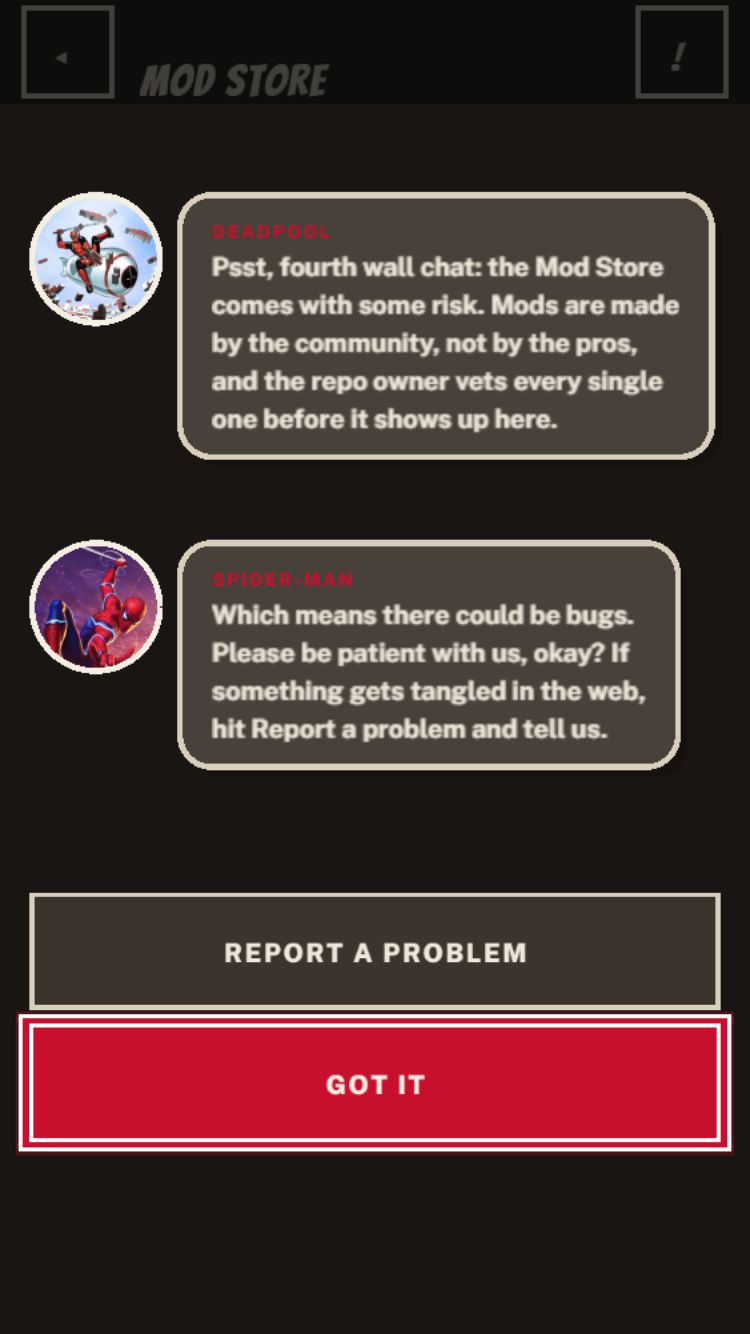 MOD STORE
!
DEADPOOL
Psst, fourth wall chat: the Mod Store
comes with some risk. Mods are made
by the community, not by the pros,
and the repo owner vets every single
one before it shows up here.
SPIDER-MAN
Which means there could be bugs.
Please be patient with us, okay? If
something gets tangled in the web,
hit Report a problem and tell us.
REPORT A PROBLEM
GOT IT